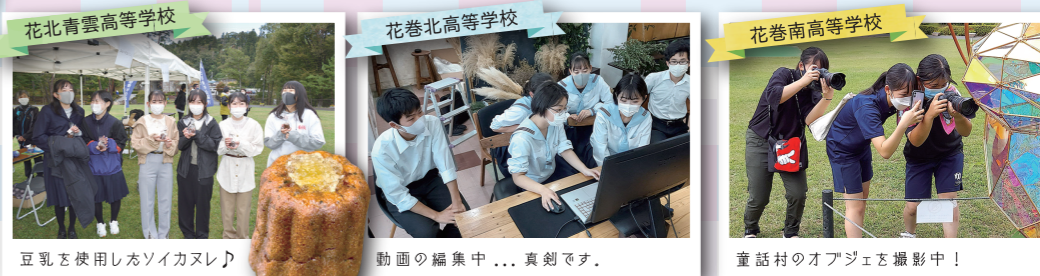 花北青雲高等学校
花巻北高等学校
花巻南高等学校
豆乳を使用したソイカヌレ♪
動画の編集中...真剣です.
童話村のオブジェを撮影中！